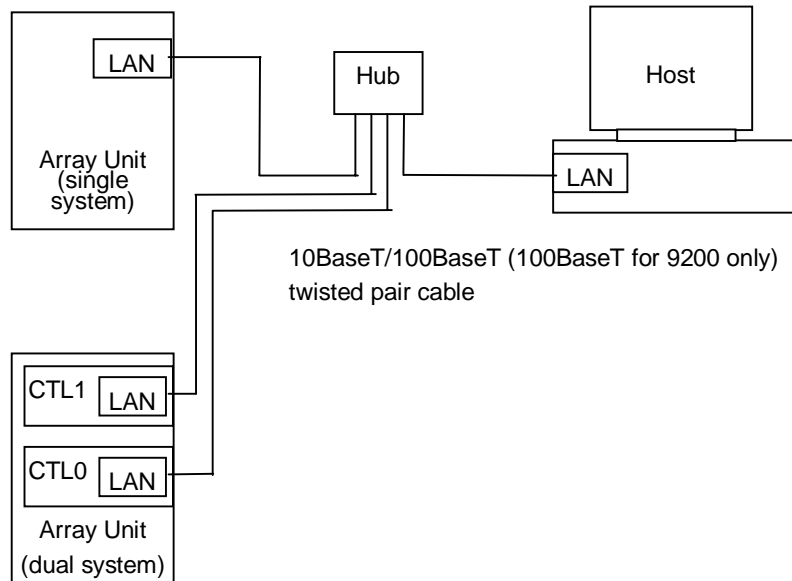 LAN
Array Unit
(single
system)
Hub
Host
LAN
10BaseT/100BaseT (100BaseT for 9200 only)
twisted pair cable
CTL1
LAN
CTL0
LAN
Array Unit
(dual system)